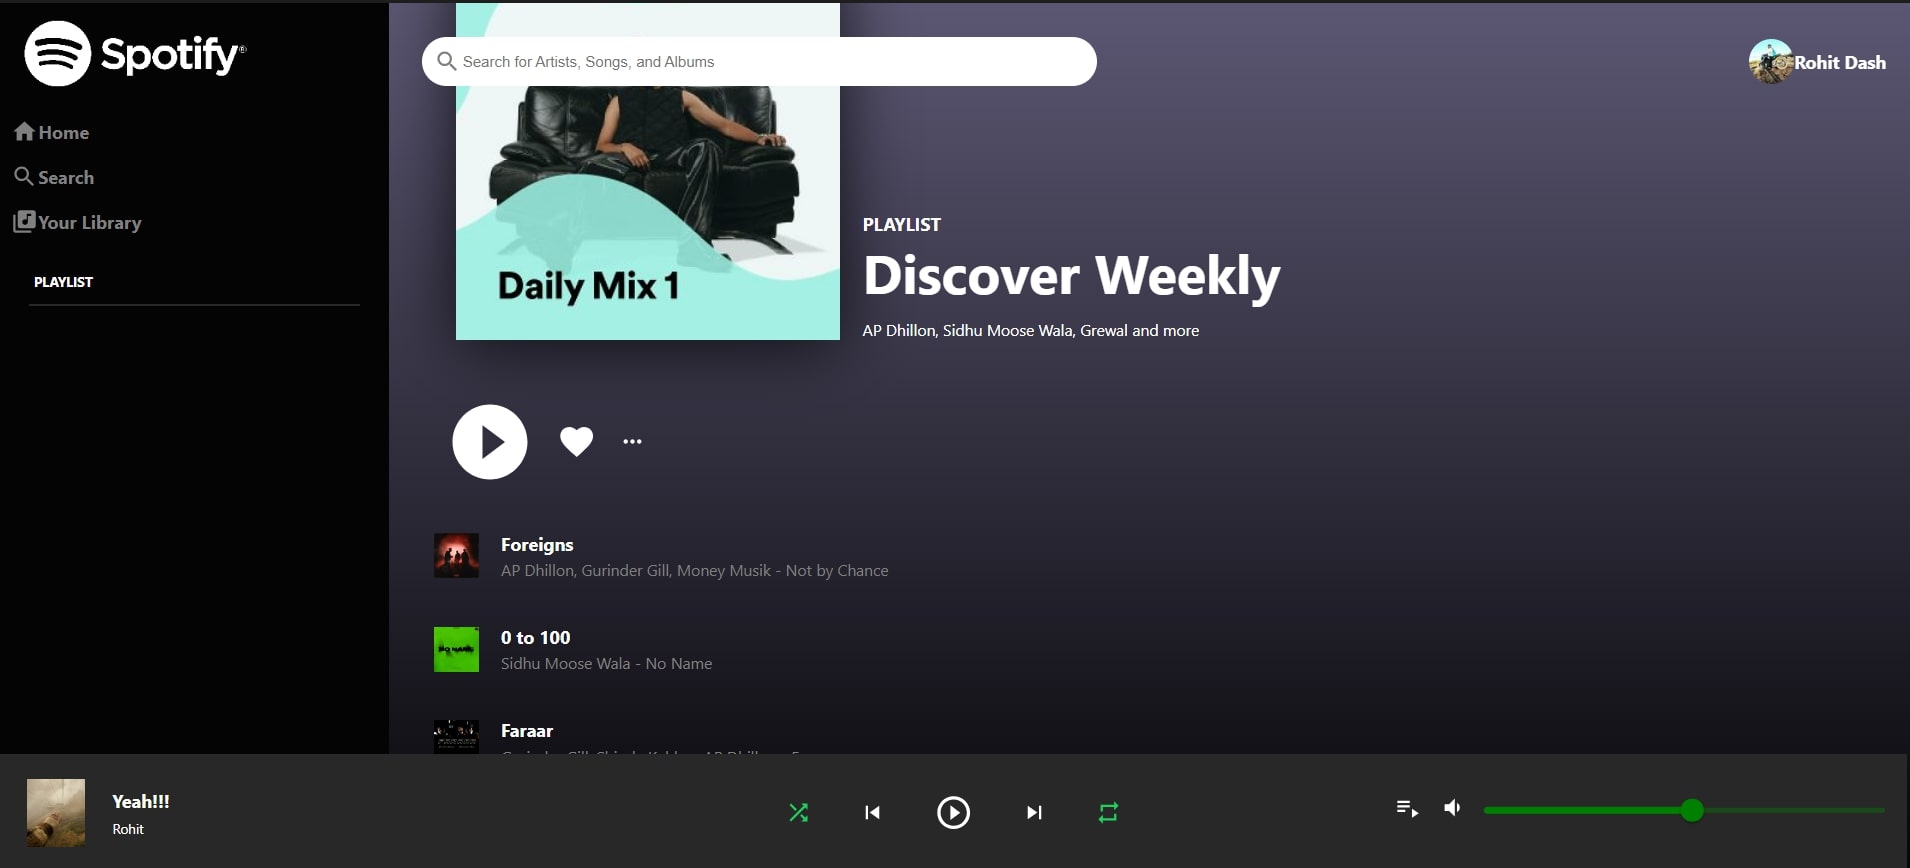 Spotify®
Search for Artists, Songs, and Albums
Rohit Dash
Home
Search
Your Library
PLAYLIST
Daily Mix 1
PLAYLIST
Discover Weekly
AP Dhillon, Sidhu Moose Wala, Grewal and more
Foreigns
AP Dhillon, Gurinder Gill, Money Musik - Not by Chance
NO NAME
0 to 100
Sidhu Moose Wala - No Name
Faraar
Yeah!!!
Rohit